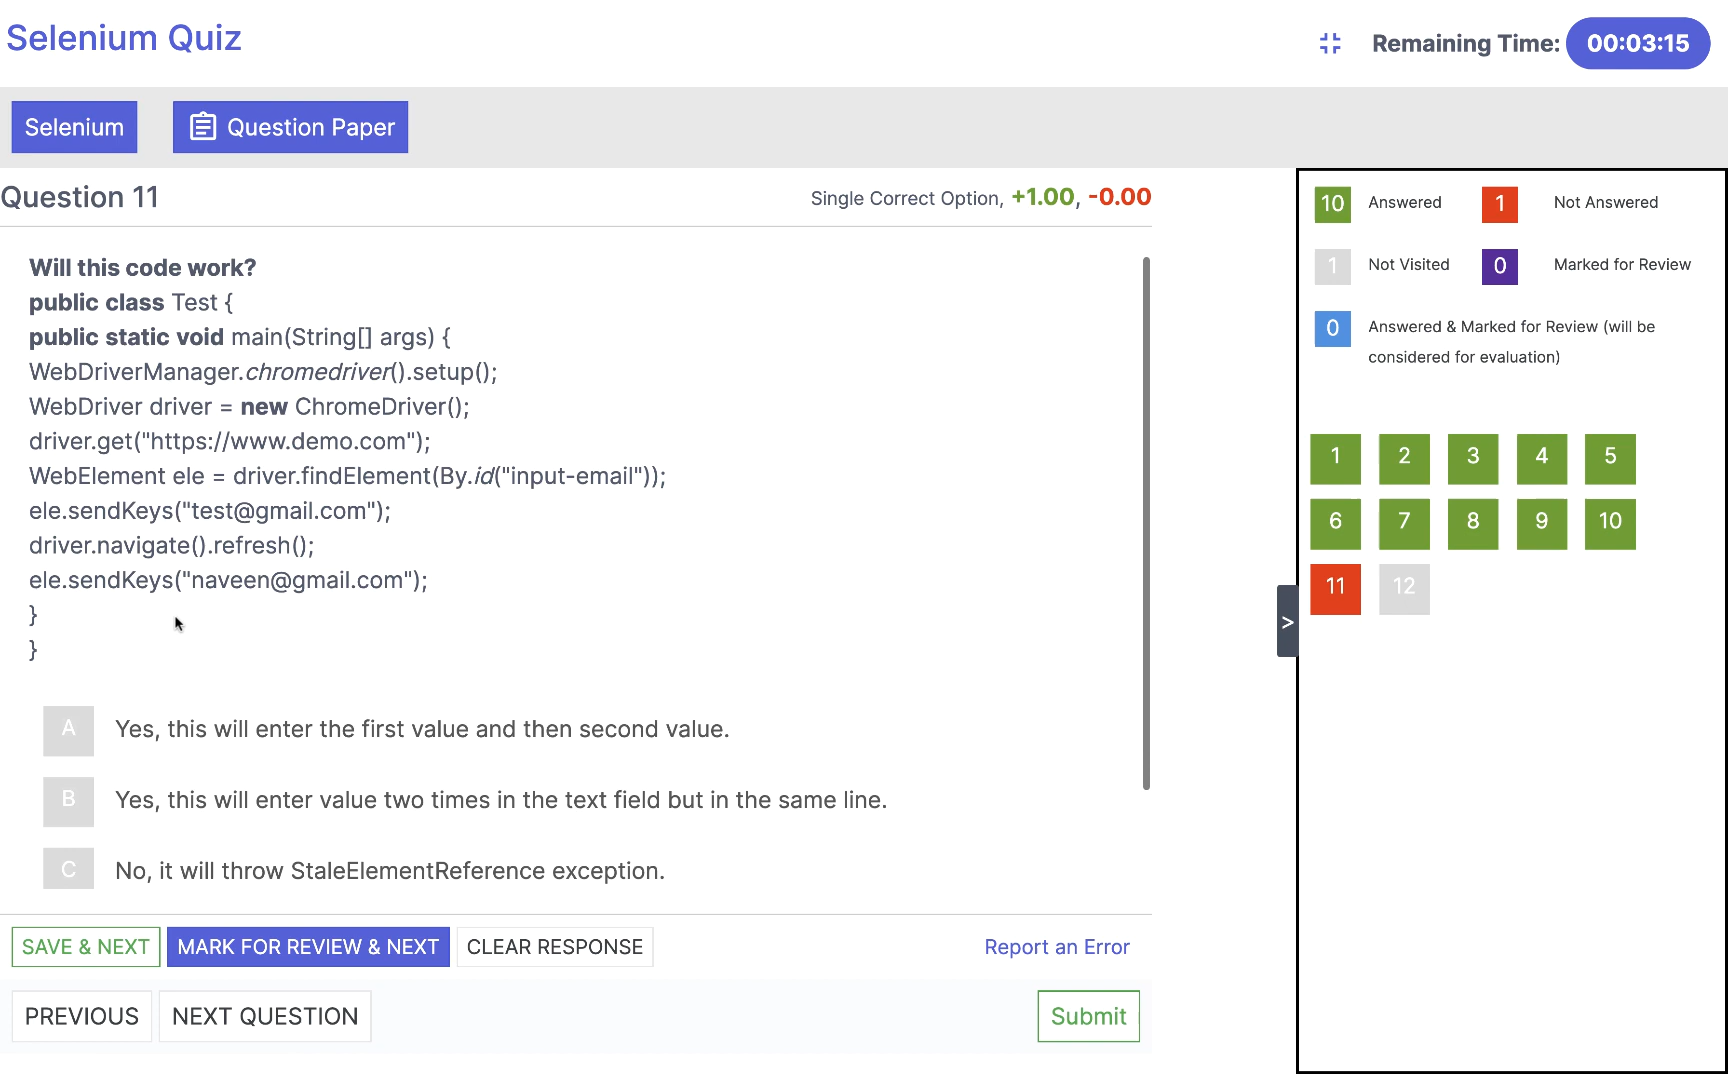 Selenium Quiz
Remaining Time: 00:03:15
Selenium
Question Paper
Question 11
Single Correct Option, +1.00, -0.00
Will this code work?
public class Test {
public static void main(String[] args) {
WebDriverManager.chromedriver().setup();
WebDriver driver = new ChromeDriver();
driver.get("https://www.demo.com");
WebElement ele = driver.findElement(By.id("input-email"));
ele.sendKeys("test@gmail.com");
driver.navigate().refresh();
ele.sendKeys("naveen@gmail.com");
}
}
A Yes, this will enter the first value and then second value.
B Yes, this will enter value two times in the text field but in the same line.
C No, it will throw StaleElementReference exception.
SAVE & NEXT
MARK FOR REVIEW & NEXT
CLEAR RESPONSE
Report an Error
PREVIOUS
NEXT QUESTION
Submit
10 Answered
1 Not Answered
1 Not Visited
0 Marked for Review
0 Answered & Marked for Review (will be
considered for evaluation)
1 2 3 4 5
6 7 8 9 10
11 12
>